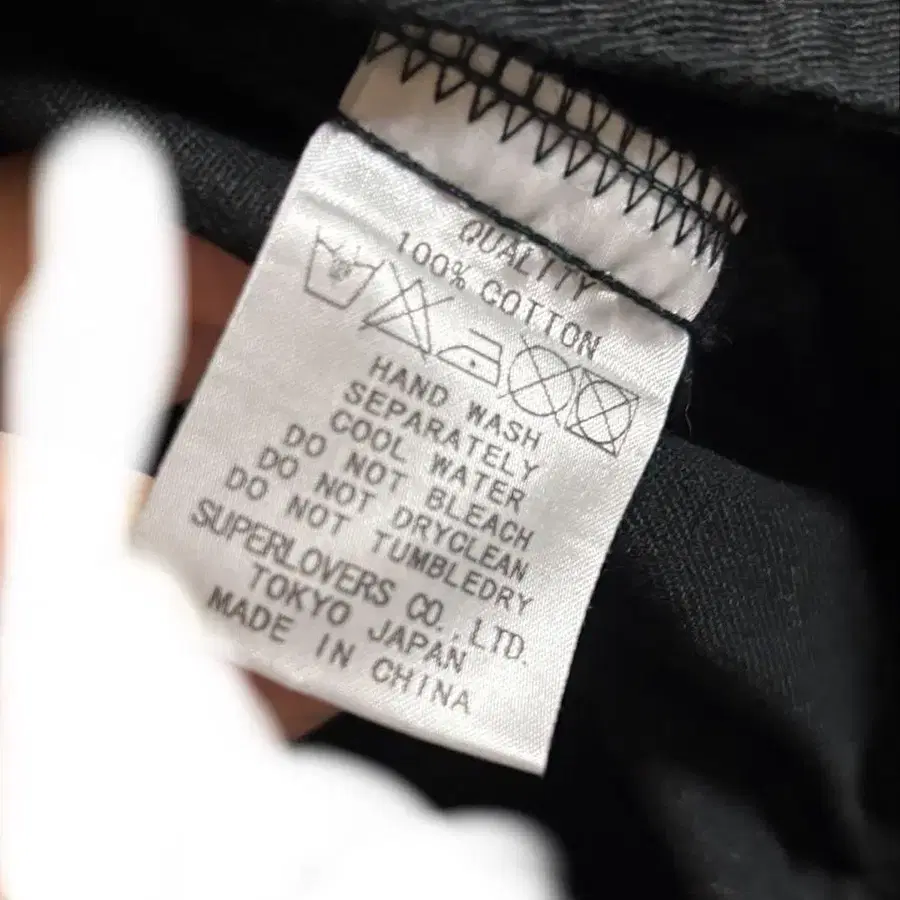 QUALITY
100% COTTON
HAND WASH
SEPARATELY
COOL WATER
DO NOT BLEACH
DO NOT DRYCLEAN
DO NOT TUMBLEDRY
SUPERLOVERS CO.,LTD.
TOKYO JAPAN
MADE IN CHINA